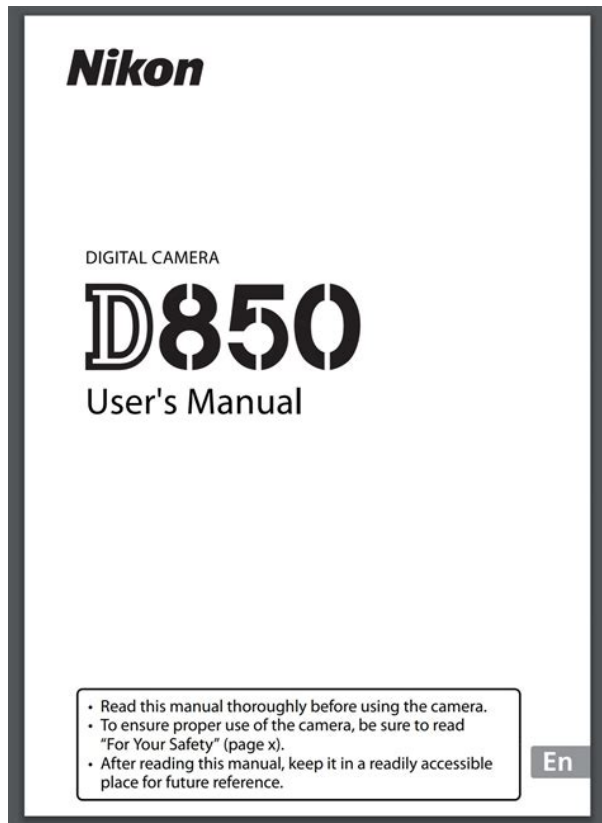 Nikon
DIGITAL CAMERA
D850
User's Manual
• Read this manual thoroughly before using the camera.
• To ensure proper use of the camera, be sure to read
“For Your Safety” (page x).
• After reading this manual, keep it in a readily accessible
place for future reference.
En